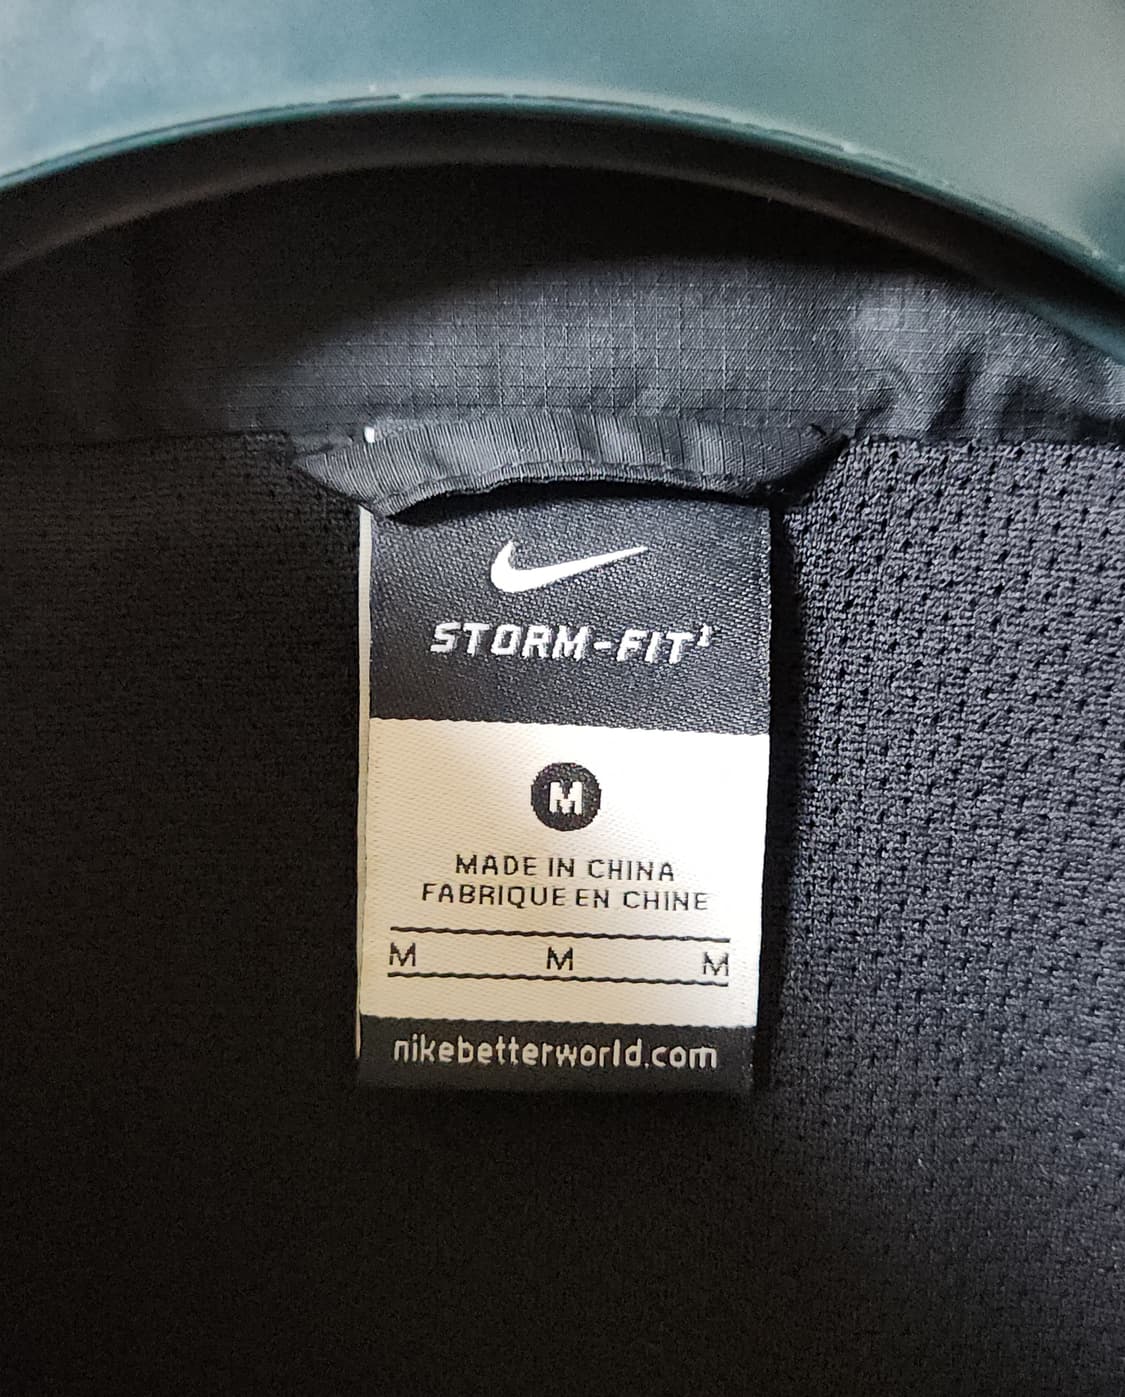 STORM-FIT¹
M
MADE IN CHINA
FABRIQUE EN CHINE
M M M
nikebetterworld.com